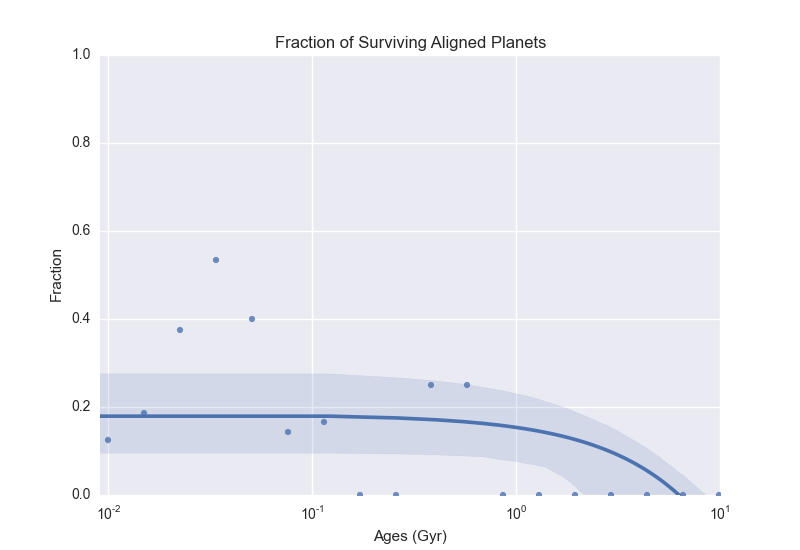 Fraction of Surviving Aligned Planets
1.0
0.8
0.6
0.4
0.2
0.0
Fraction
10⁻² 10⁻¹ 10⁰ 10¹
Ages (Gyr)